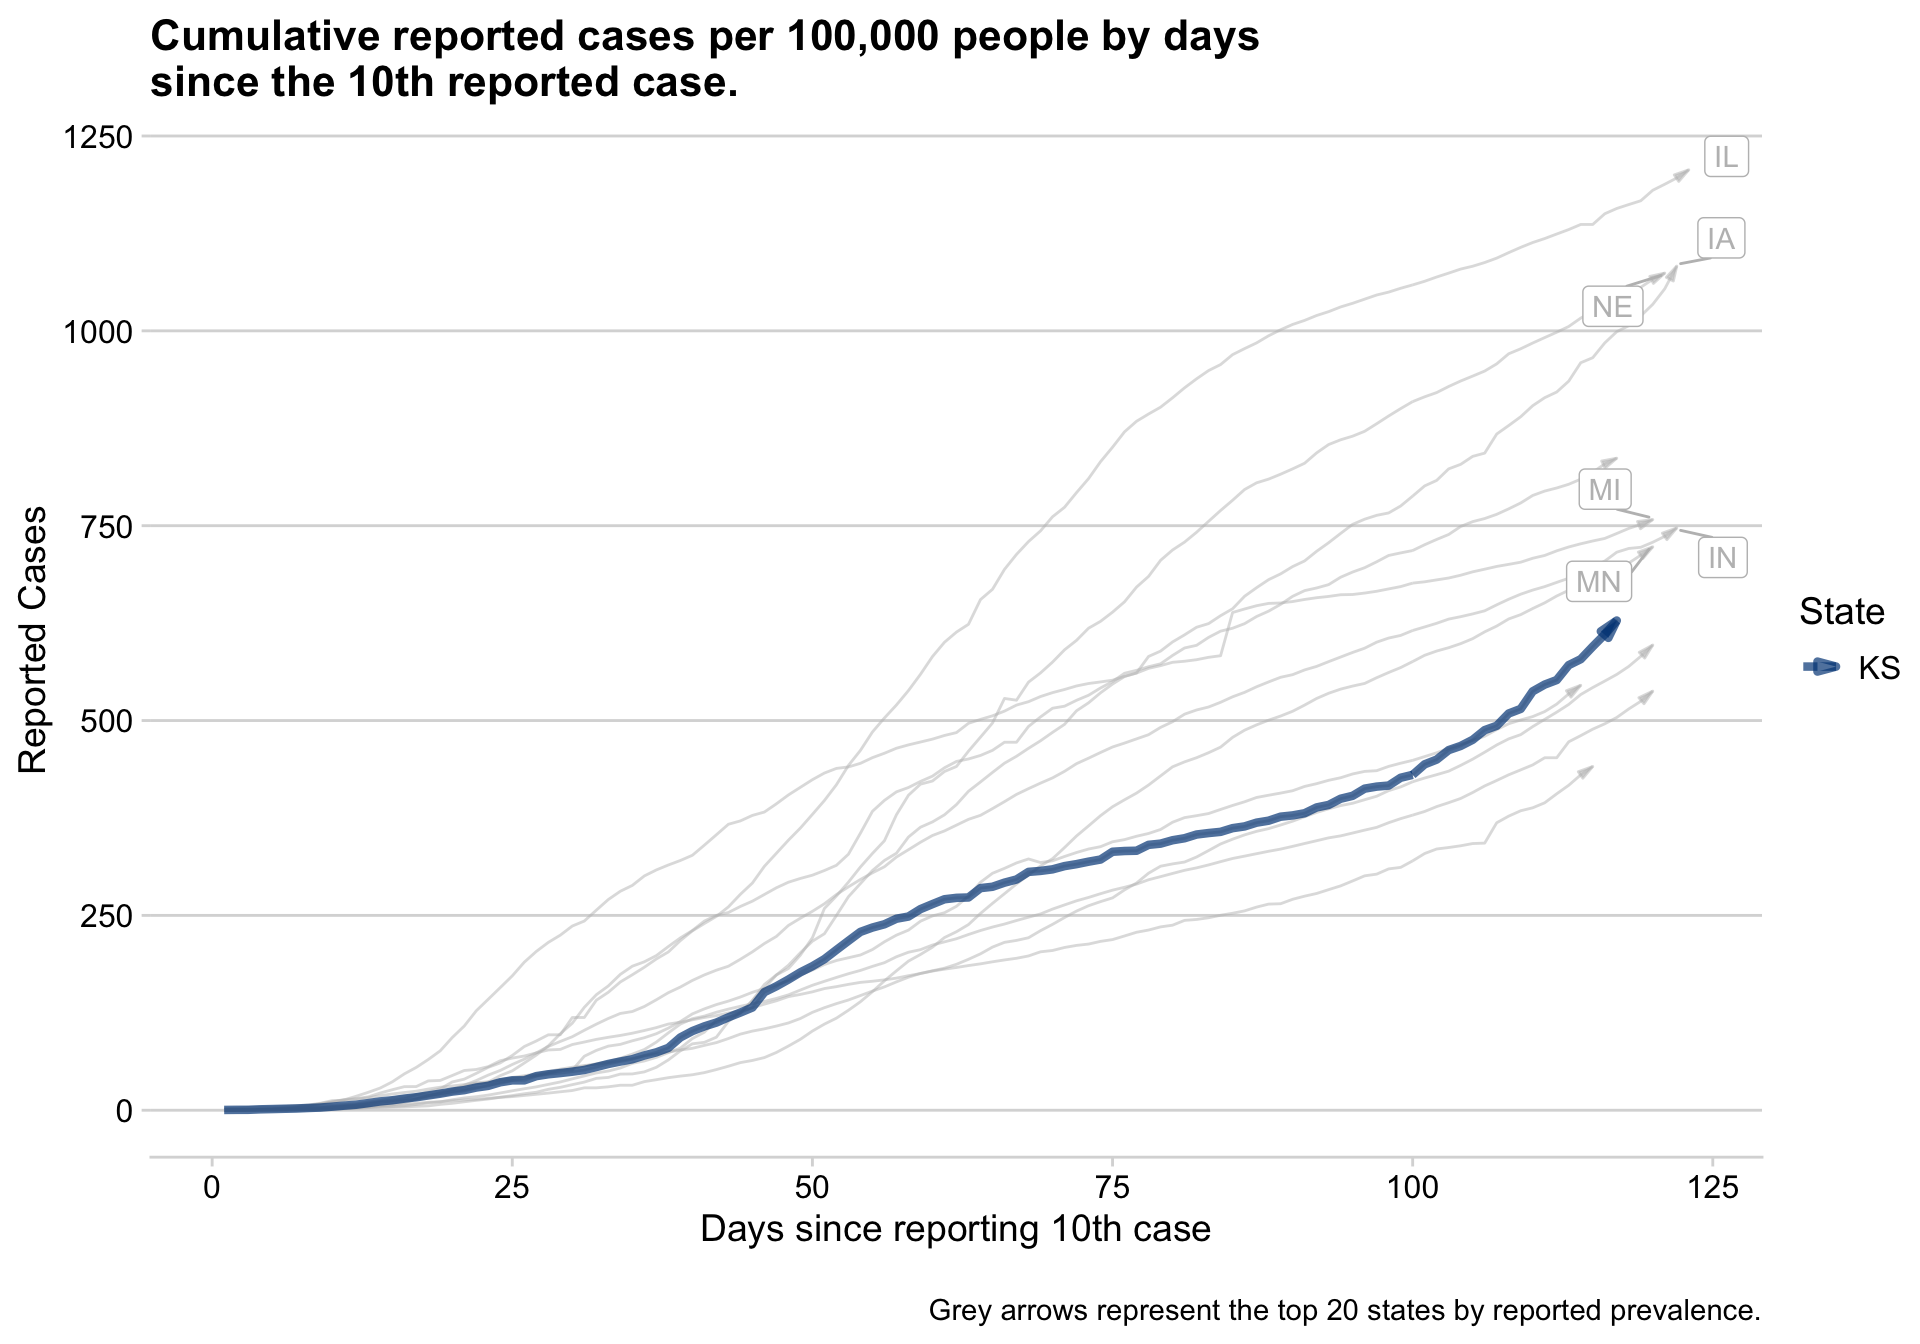 Cumulative reported cases per 100,000 people by days
since the 10th reported case.
1250
1000
750
500
250
0
Reported Cases
IL
IA
NE
MI
IN
MN
State
KS
0 25 50 75 100 125
Days since reporting 10th case
Grey arrows represent the top 20 states by reported prevalence.